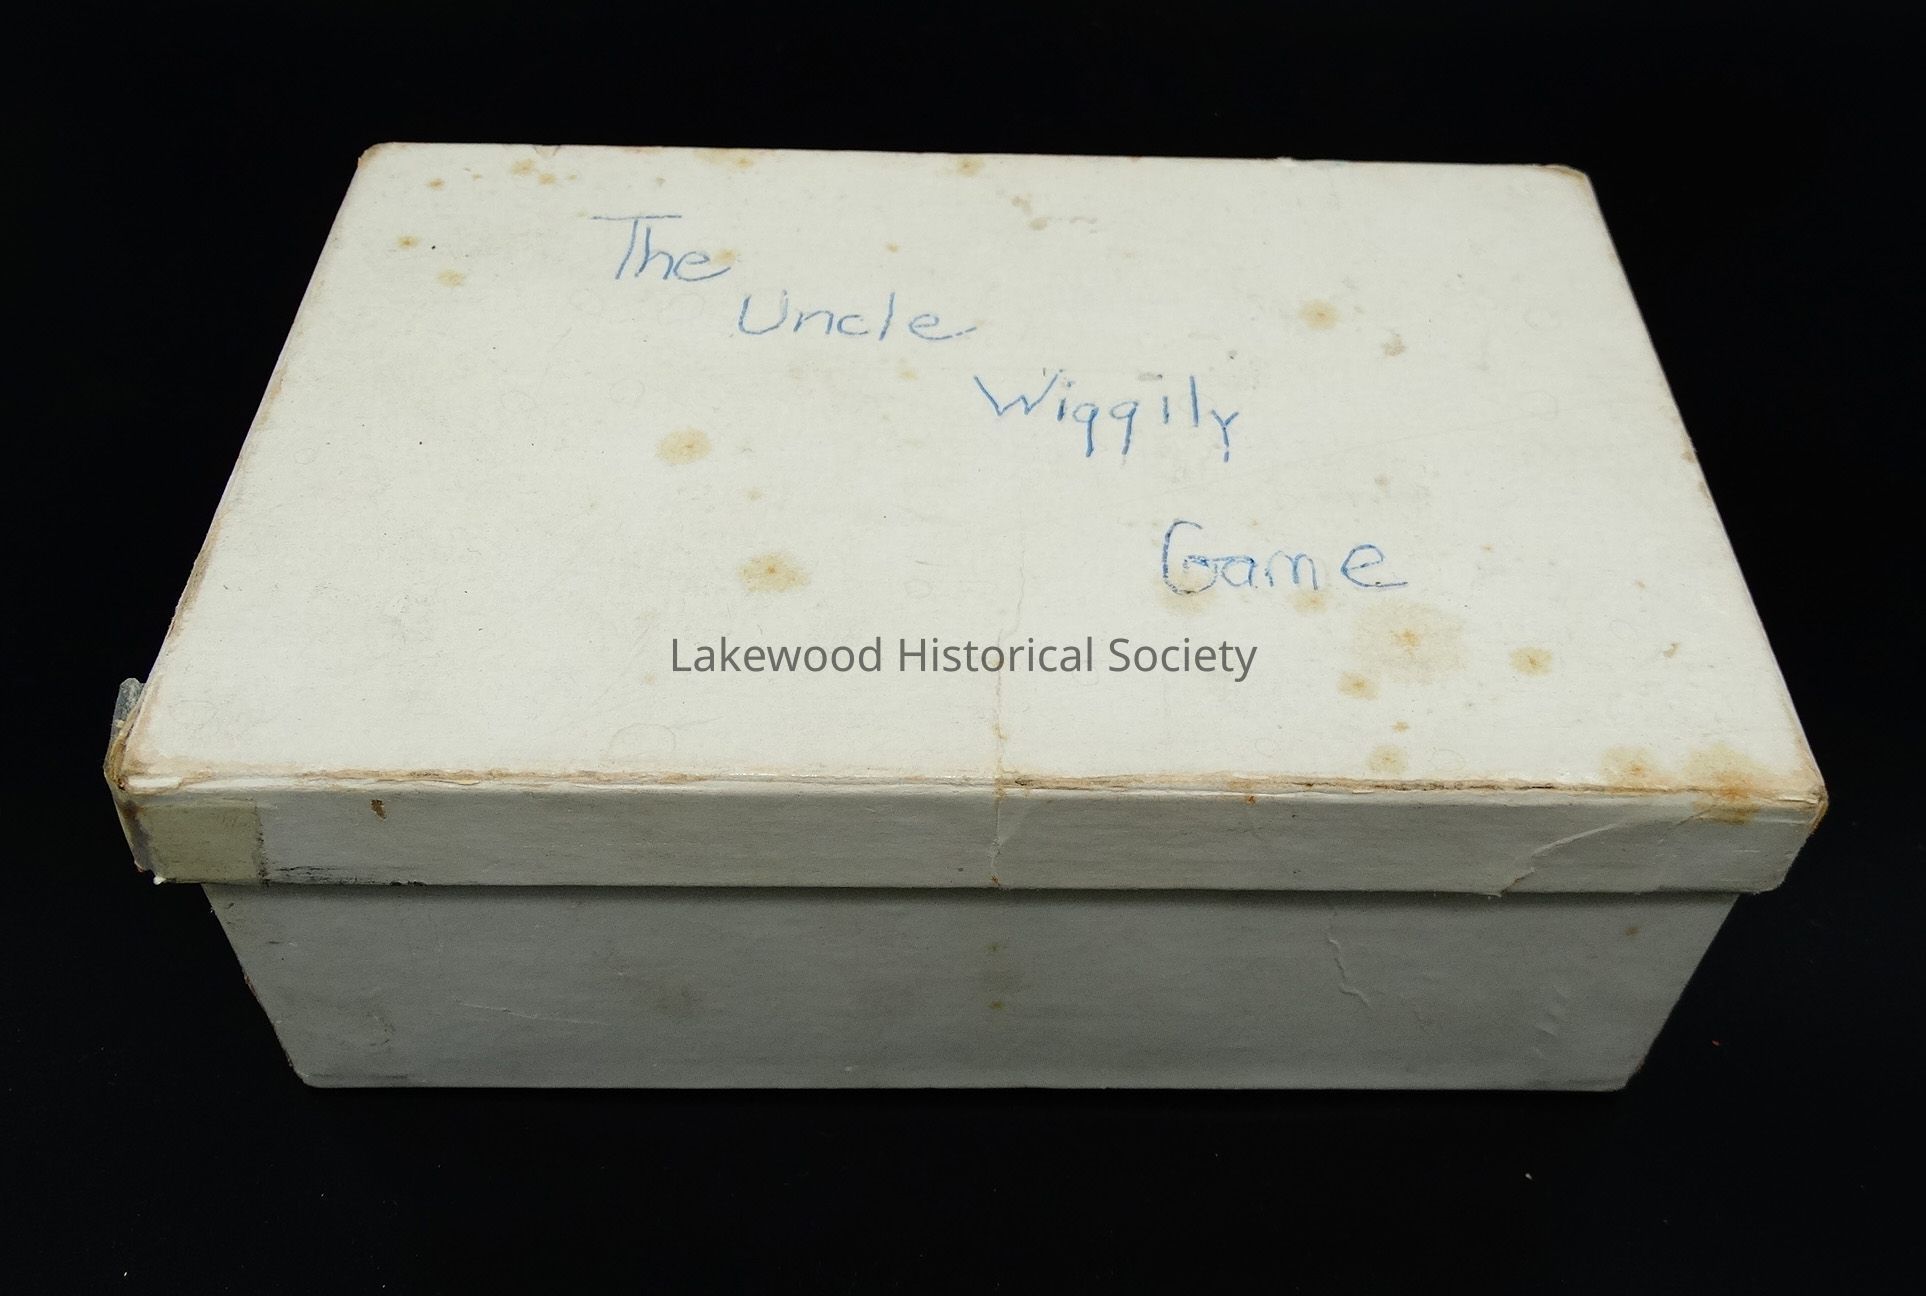 The
Uncle
Wiggily
Game
Lakewood Historical Society